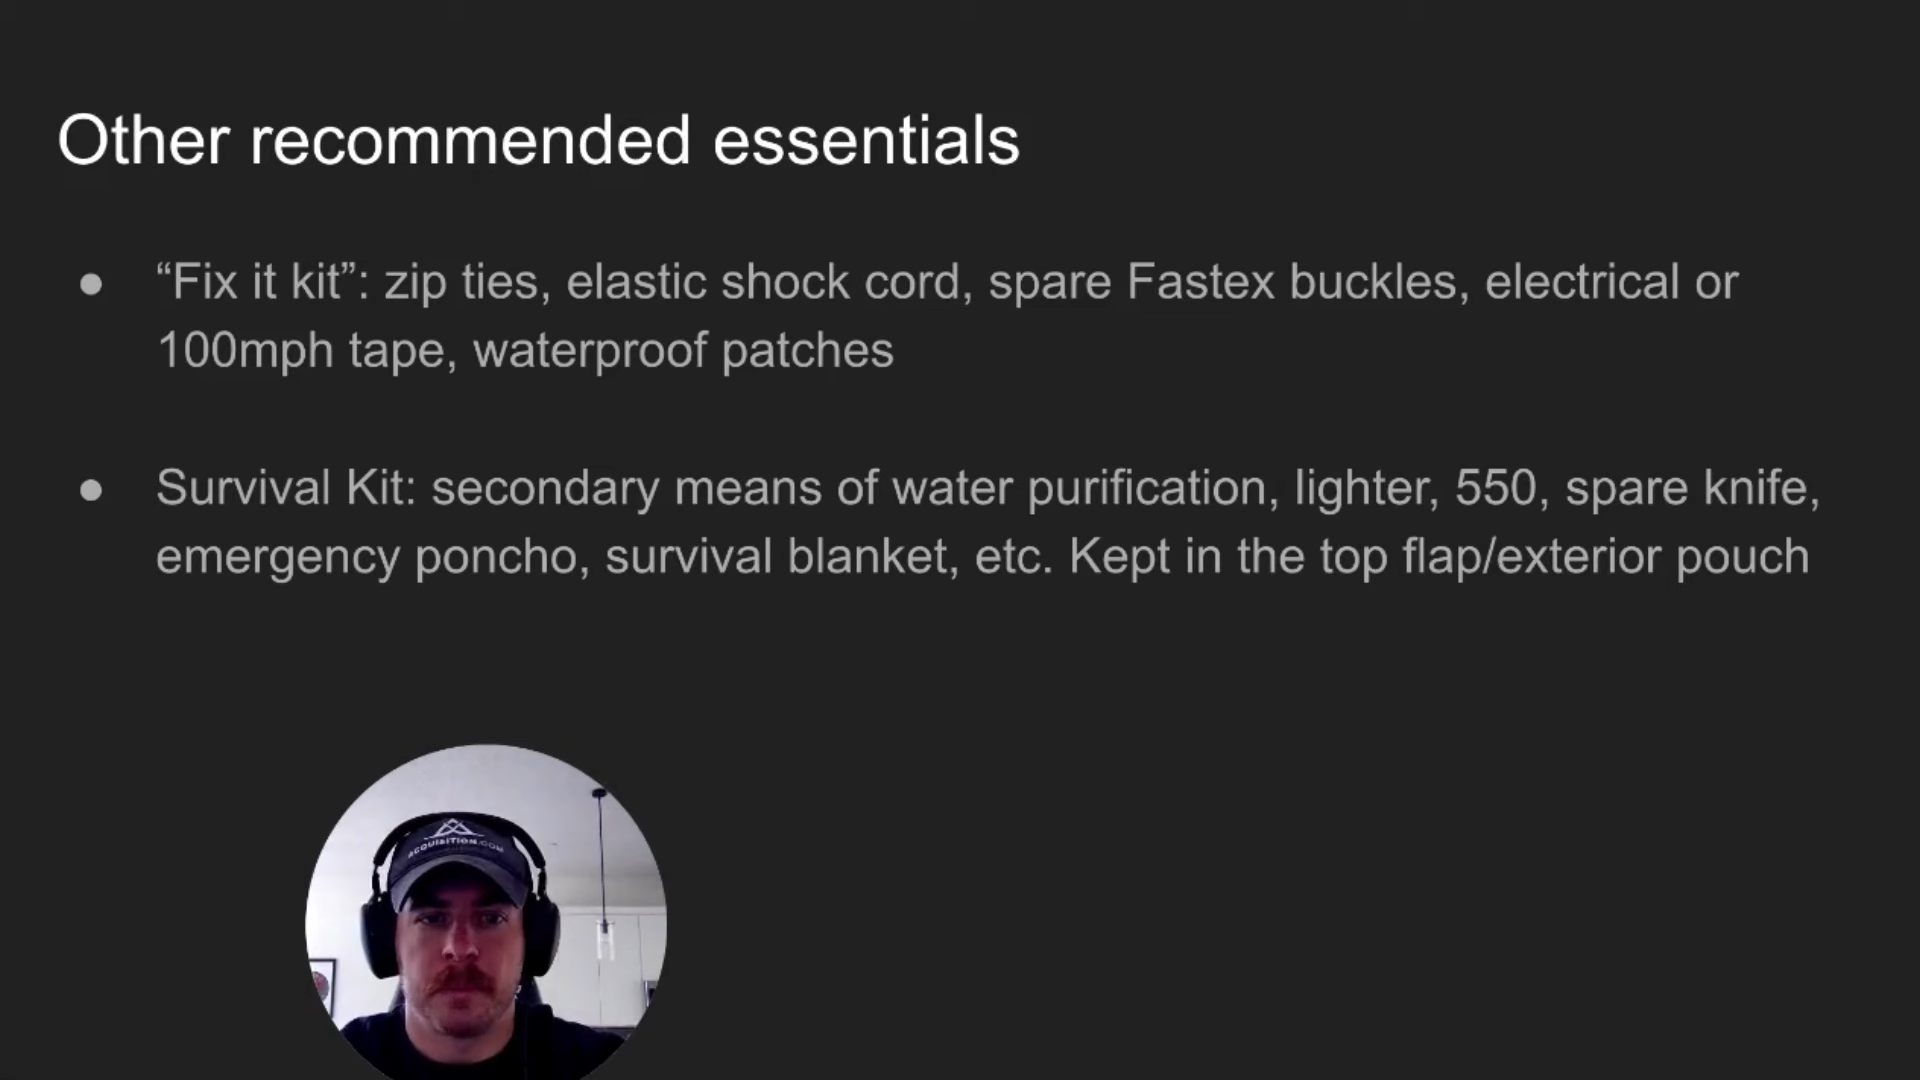 Other recommended essentials
● “Fix it kit”: zip ties, elastic shock cord, spare Fastex buckles, electrical or
100mph tape, waterproof patches
● Survival Kit: secondary means of water purification, lighter, 550, spare knife,
emergency poncho, survival blanket, etc. Kept in the top flap/exterior pouch
ACQUISITION.COM